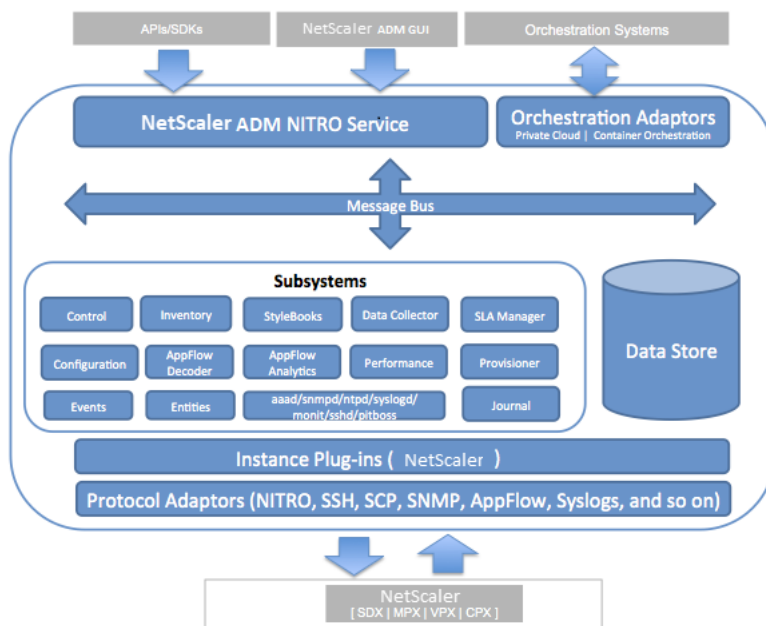 APIs/SDKs
NetScaler ADM GUI
Orchestration Systems
NetScaler ADM NITRO Service
Orchestration Adaptors
Private Cloud | Container Orchestration
Message Bus
Subsystems
Control
Inventory
StyleBooks
Data Collector
SLA Manager
Configuration
AppFlow
Decoder
AppFlow
Analytics
Performance
Provisioner
Events
Entities
aaad/snmpd/ntpd/syslogd/
monit/sshd/pitboss
Journal
Data Store
Instance Plug-ins ( NetScaler )
Protocol Adaptors (NITRO, SSH, SCP, SNMP, AppFlow, Syslogs, and so on)
NetScaler
[ SDX | MPX | VPX | CPX ]